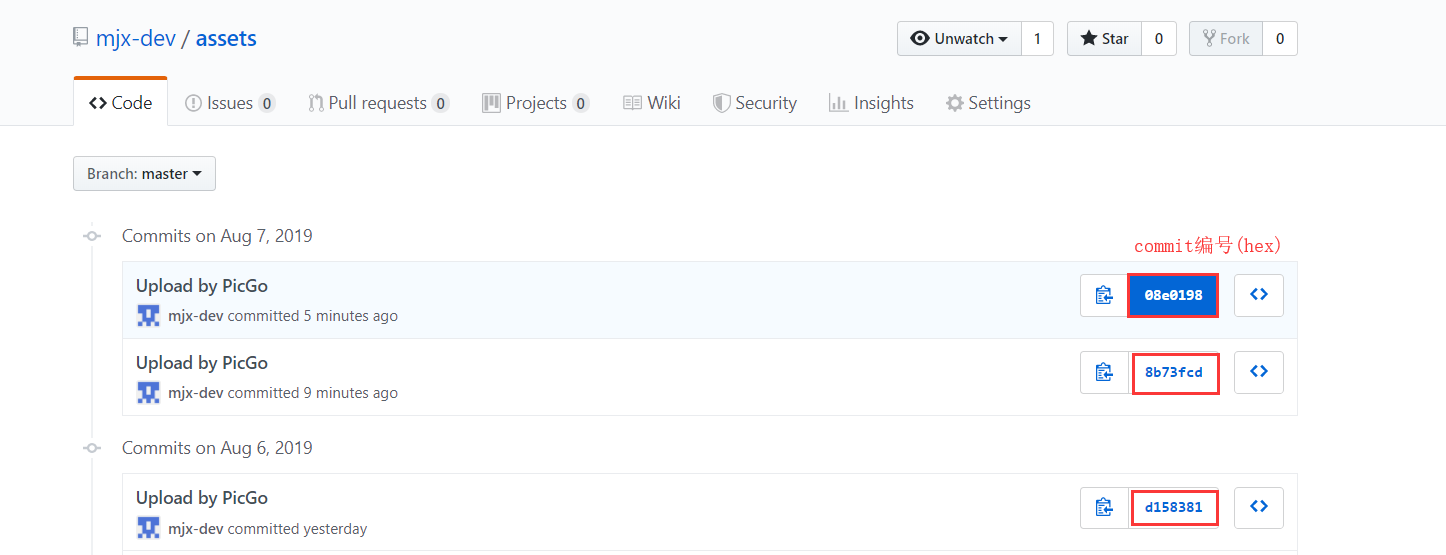 mjx-dev / assets
Unwatch 1 Star 0 Fork 0
Code Issues 0 Pull requests 0 Projects 0 Wiki Security Insights Settings
Branch: master
Commits on Aug 7, 2019
commit编号(hex)
Upload by PicGo
08e0198
mjx-dev committed 5 minutes ago
Upload by PicGo
8b73fcd
mjx-dev committed 9 minutes ago
Commits on Aug 6, 2019
Upload by PicGo
d158381
mjx-dev committed yesterday